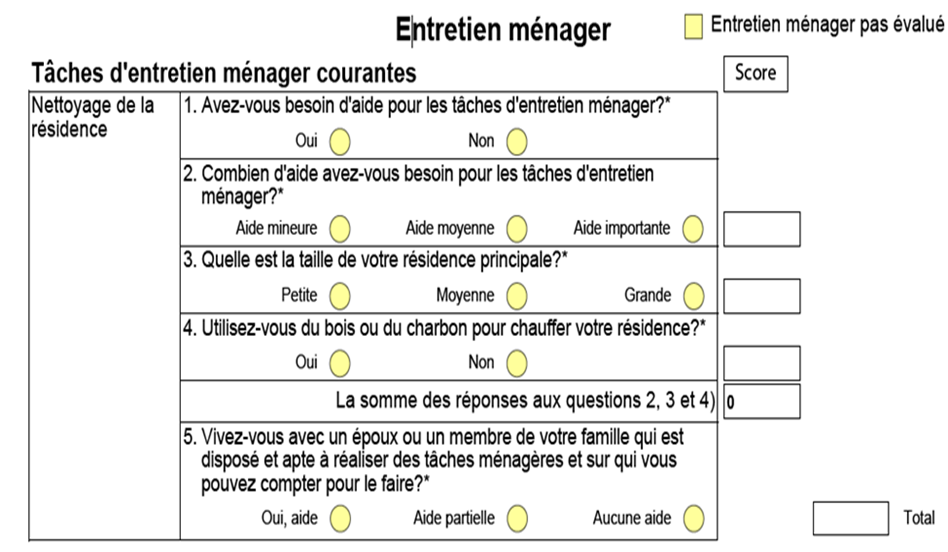 Entretien ménager
Entretien ménager pas évalué
Tâches d'entretien ménager courantes
Score
Nettoyage de la
résidence
1. Avez-vous besoin d'aide pour les tâches d'entretien ménager?*
Oui Non
2. Combien d'aide avez-vous besoin pour les tâches d'entretien
ménager?*
Aide mineure Aide moyenne Aide importante
3. Quelle est la taille de votre résidence principale?*
Petite Moyenne Grande
4. Utilisez-vous du bois ou du charbon pour chauffer votre résidence?*
Oui Non
La somme des réponses aux questions 2, 3 et 4) 0
5. Vivez-vous avec un époux ou un membre de votre famille qui est
disposé et apte à réaliser des tâches ménagères et sur qui vous
pouvez compter pour le faire?*
Oui, aide Aide partielle Aucune aide
Total